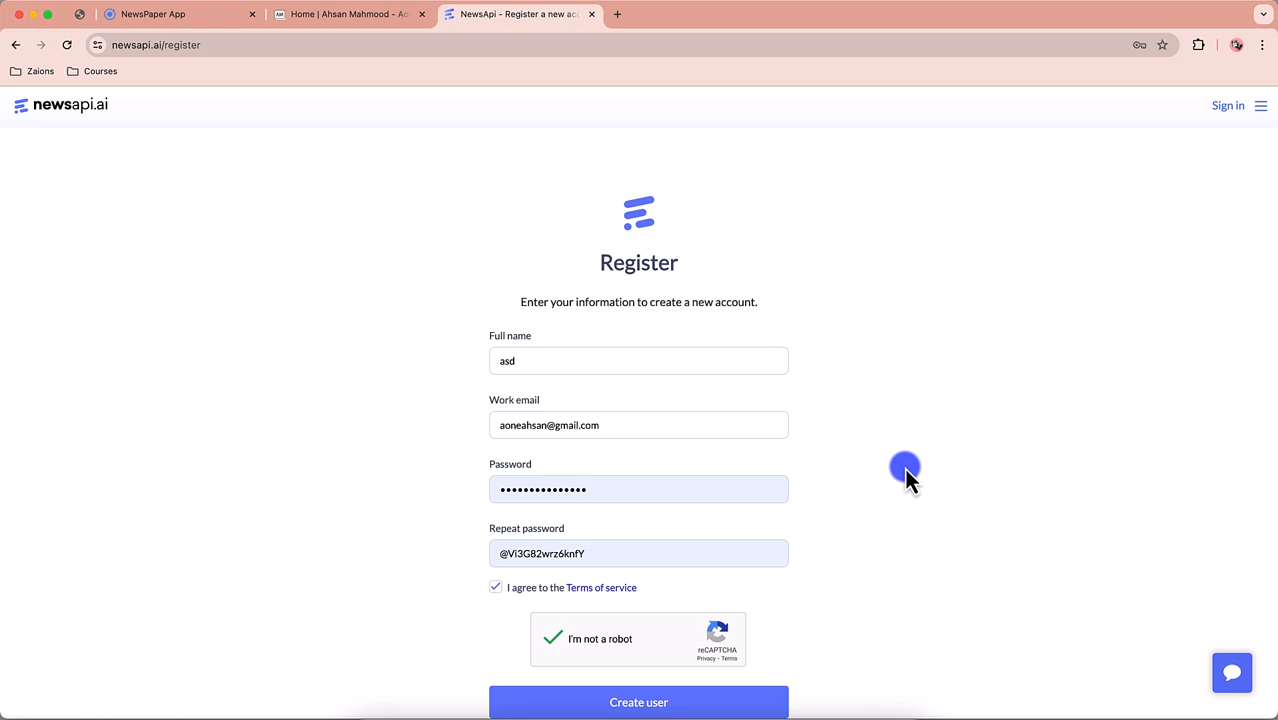 NewsPaper App
Home | Ahsan Mahmood - Ao
NewsApi - Register a new acc
newsapi.ai/register
Zaions
Courses
newsapi.ai
Sign in
Register
Enter your information to create a new account.
Full name
asd
Work email
aoneahsan@gmail.com
Password
•••••••••••••••
Repeat password
@Vi3G82wrz6knfY
I agree to the Terms of service
I'm not a robot
reCAPTCHA
Privacy - Terms
Create user